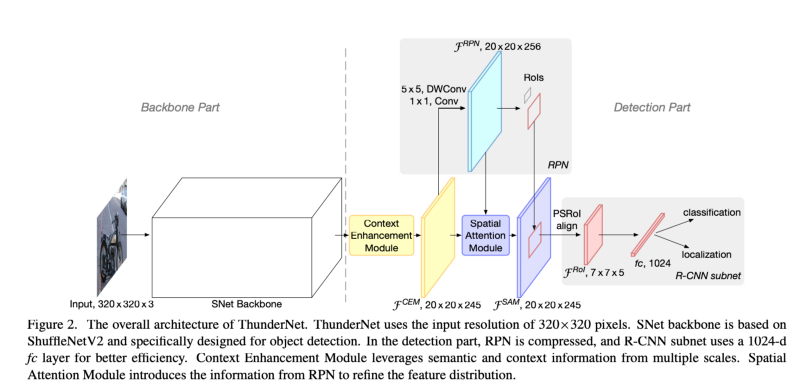 ℱ^RPN, 20×20×256
5×5, DWConv
1×1, Conv
RoIs
Backbone Part
Detection Part
RPN
Context
Enhancement
Module
Spatial
Attention
Module
PSRoI
align
classification
localization
fc, 1024
ℱ^RoI, 7×7×5
R-CNN subnet
Input, 320×320×3
SNet Backbone
ℱ^CEM, 20×20×245
ℱ^SAM, 20×20×245
Figure 2. The overall architecture of ThunderNet. ThunderNet uses the input resolution of 320×320 pixels. SNet backbone is based on
ShuffleNetV2 and specifically designed for object detection. In the detection part, RPN is compressed, and R-CNN subnet uses a 1024-d
fc layer for better efficiency. Context Enhancement Module leverages semantic and context information from multiple scales. Spatial
Attention Module introduces the information from RPN to refine the feature distribution.